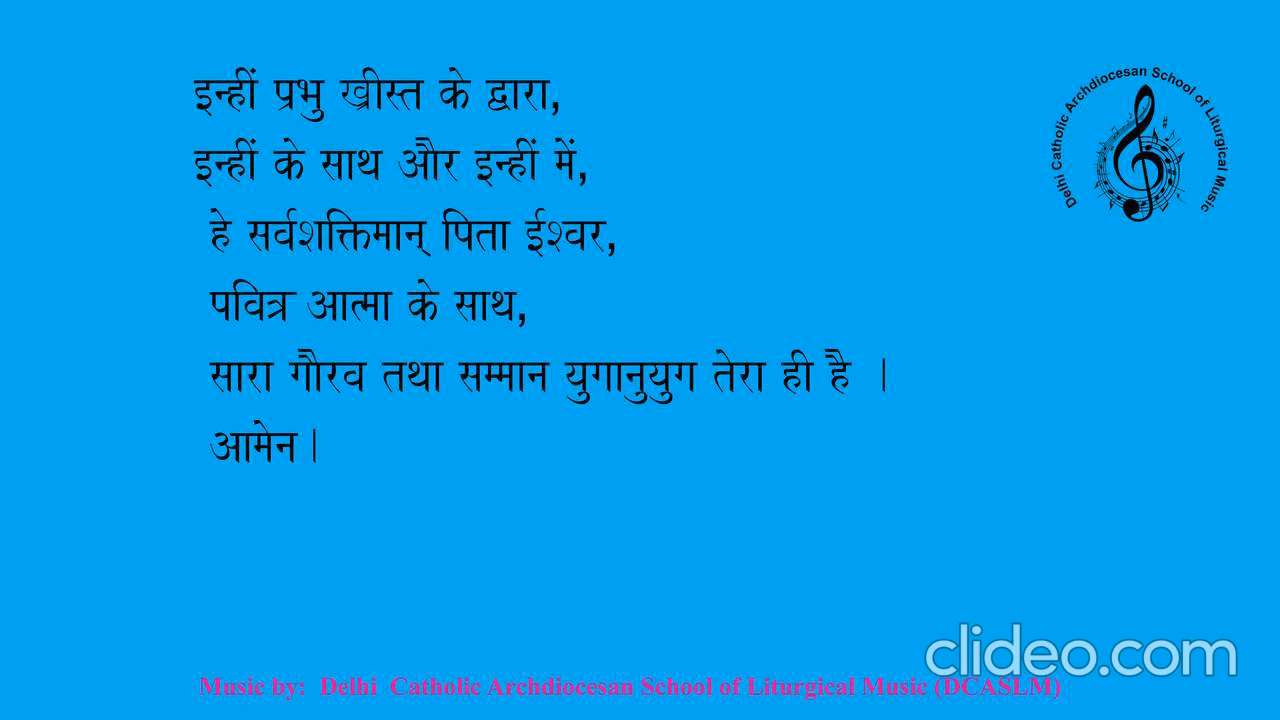 इन्हीं प्रभु ख्रीस्त के द्वारा,
इन्हीं के साथ और इन्हीं में,
हे सर्वशक्तिमान् पिता ईश्वर,
पवित्र आत्मा के साथ,
सारा गौरव तथा सम्मान युगानुयुग तेरा ही है ।
आमेन।
Delhi Catholic Archdiocesan School of Liturgical Music
clideo.com
Music by: Delhi Catholic Archdiocesan School of Liturgical Music (DCASLM)